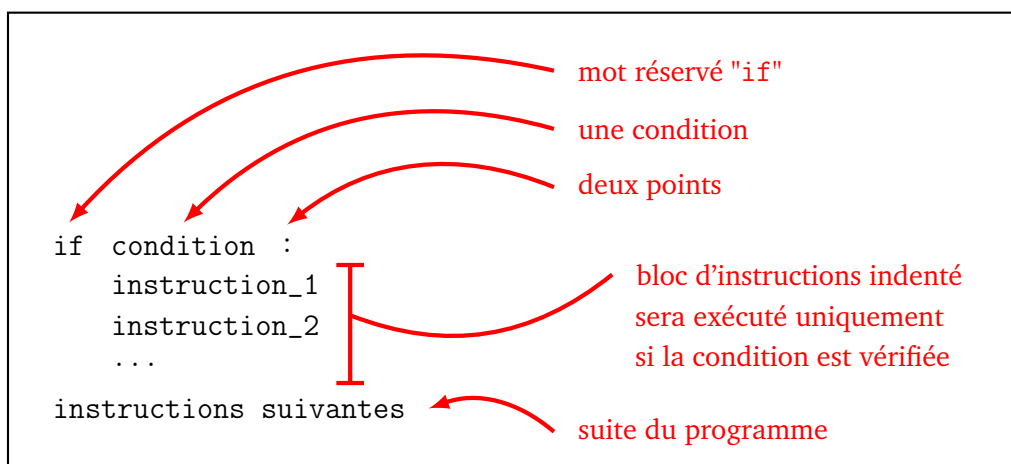 mot réservé "if"
une condition
deux points
if condition :
instruction_1
instruction_2
...
instructions suivantes
bloc d'instructions indenté
sera exécuté uniquement
si la condition est vérifiée
suite du programme